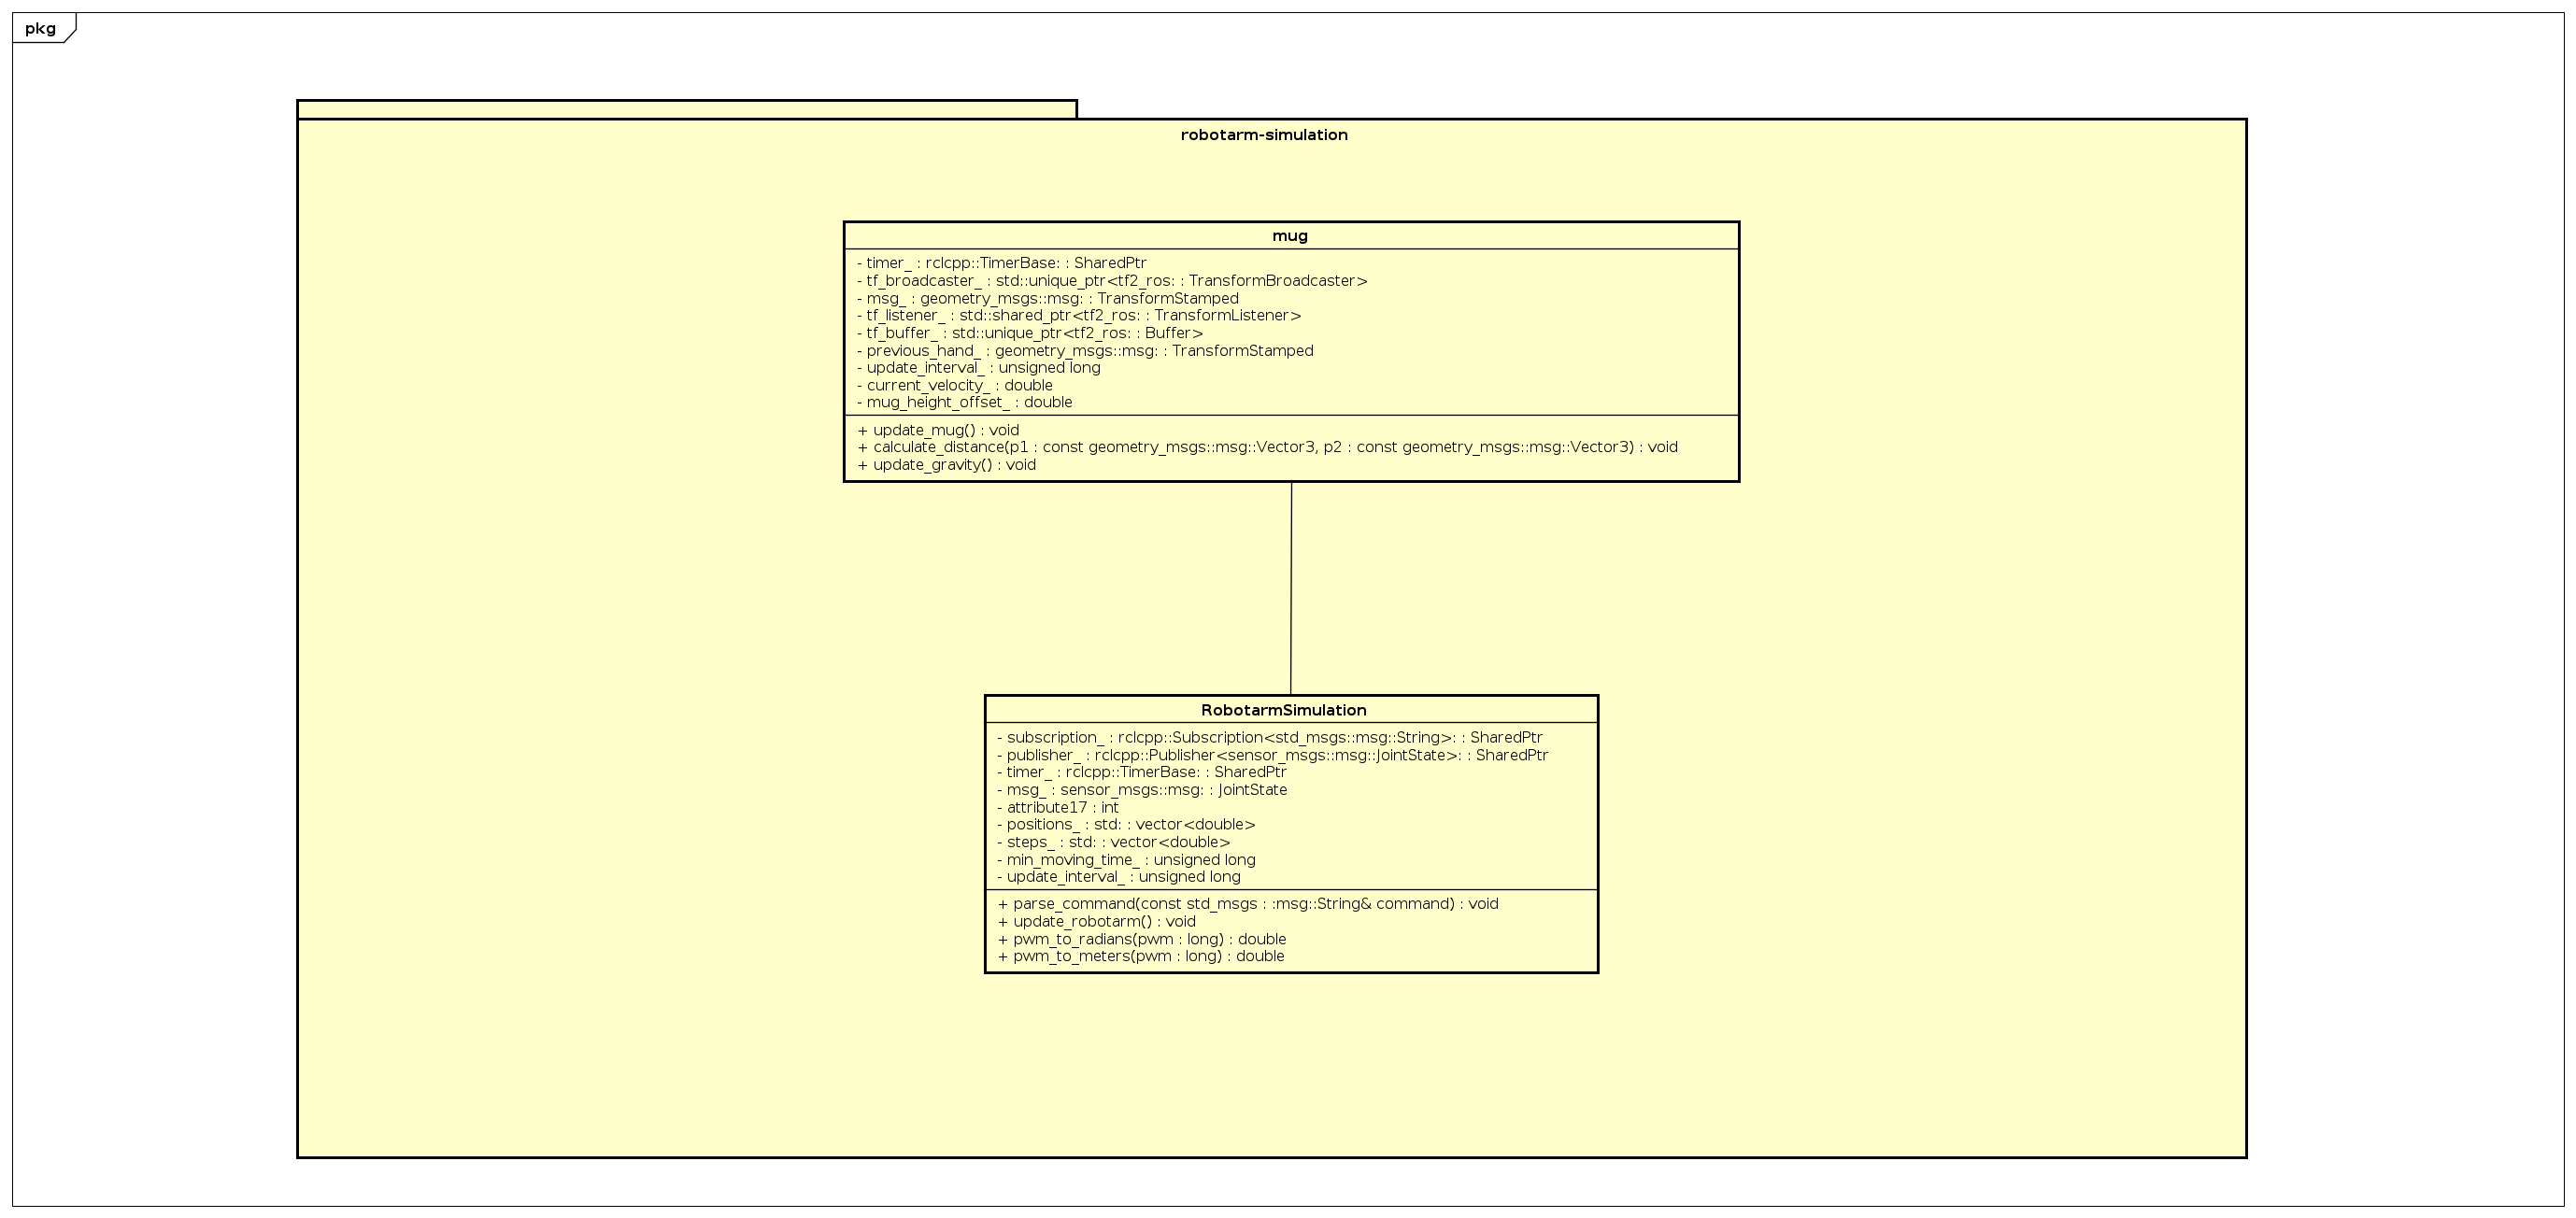 pkg
robotarm-simulation
mug
- timer_ : rclcpp::TimerBase: : SharedPtr
- tf_broadcaster_ : std::unique_ptr<tf2_ros: : TransformBroadcaster>
- msg_ : geometry_msgs::msg: : TransformStamped
- tf_listener_ : std::shared_ptr<tf2_ros: : TransformListener>
- tf_buffer_ : std::unique_ptr<tf2_ros: : Buffer>
- previous_hand_ : geometry_msgs::msg: : TransformStamped
- update_interval_ : unsigned long
- current_velocity_ : double
- mug_height_offset_ : double
+ update_mug() : void
+ calculate_distance(p1 : const geometry_msgs::msg::Vector3, p2 : const geometry_msgs::msg::Vector3) : void
+ update_gravity() : void
RobotarmSimulation
- subscription_ : rclcpp::Subscription<std_msgs::msg::String>: : SharedPtr
- publisher_ : rclcpp::Publisher<sensor_msgs::msg::JointState>: : SharedPtr
- timer_ : rclcpp::TimerBase: : SharedPtr
- msg_ : sensor_msgs::msg: : JointState
- attribute17 : int
- positions_ : std: : vector<double>
- steps_ : std: : vector<double>
- min_moving_time_ : unsigned long
- update_interval_ : unsigned long
+ parse_command(const std_msgs : :msg::String& command) : void
+ update_robotarm() : void
+ pwm_to_radians(pwm : long) : double
+ pwm_to_meters(pwm : long) : double